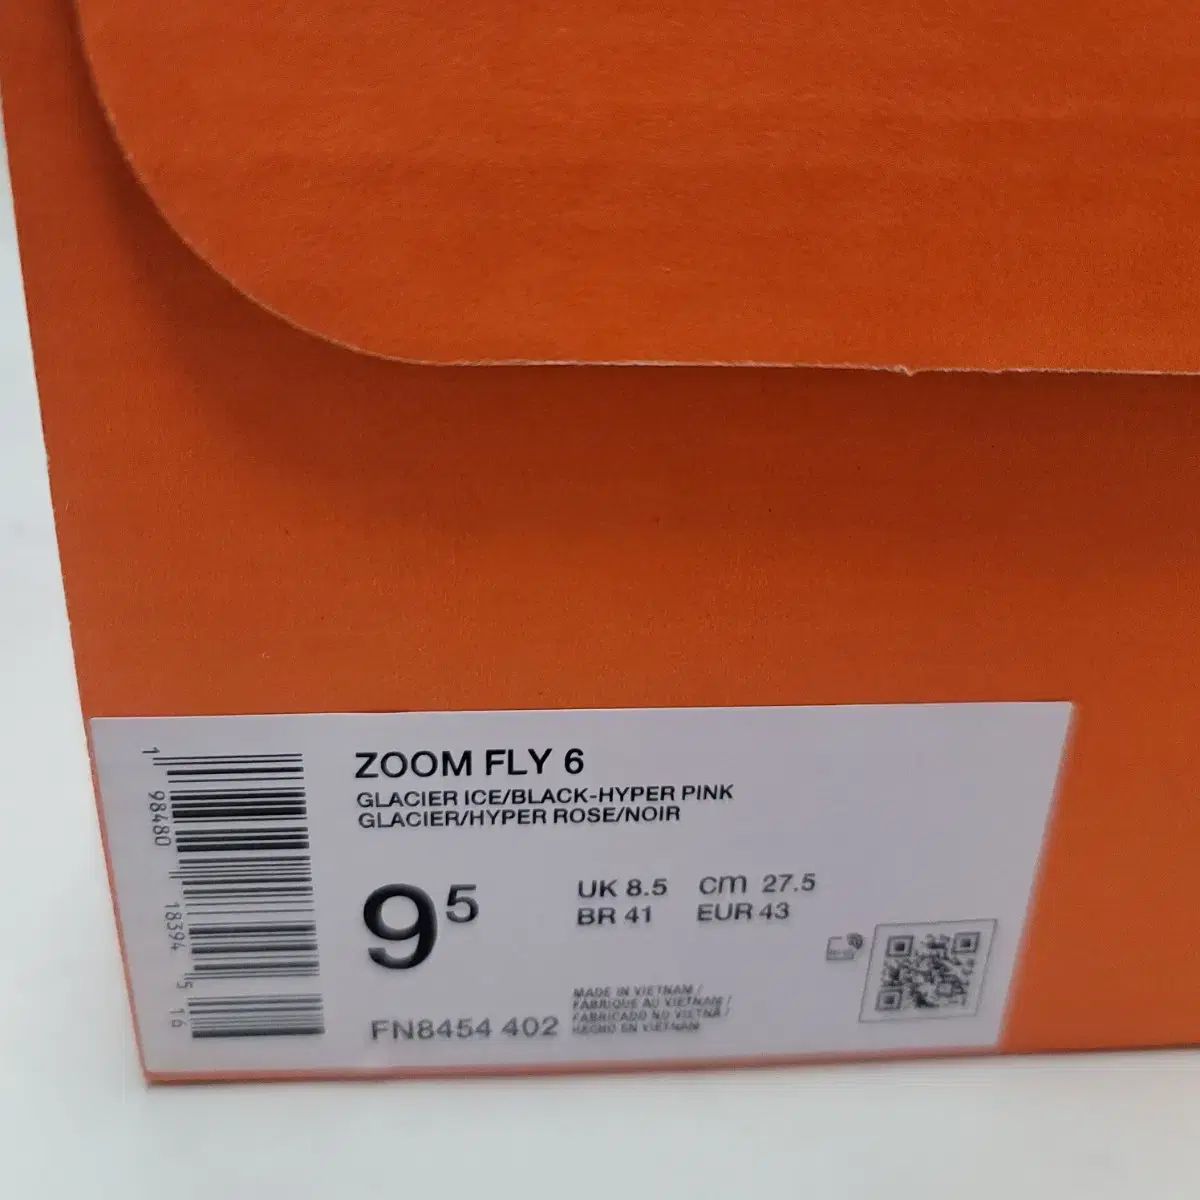 ZOOM FLY 6
GLACIER ICE/BLACK-HYPER PINK
GLACIER/HYPER ROSE/NOIR
9⁵
UK 8.5 cm 27.5
BR 41 EUR 43
FN8454 402
MADE IN VIETNAM /
FABRIQUE AU VIETNAM /
FABRICADO NO VIETNÃ /
HECHO EN VIETNAM
1 98480 18394 5 16